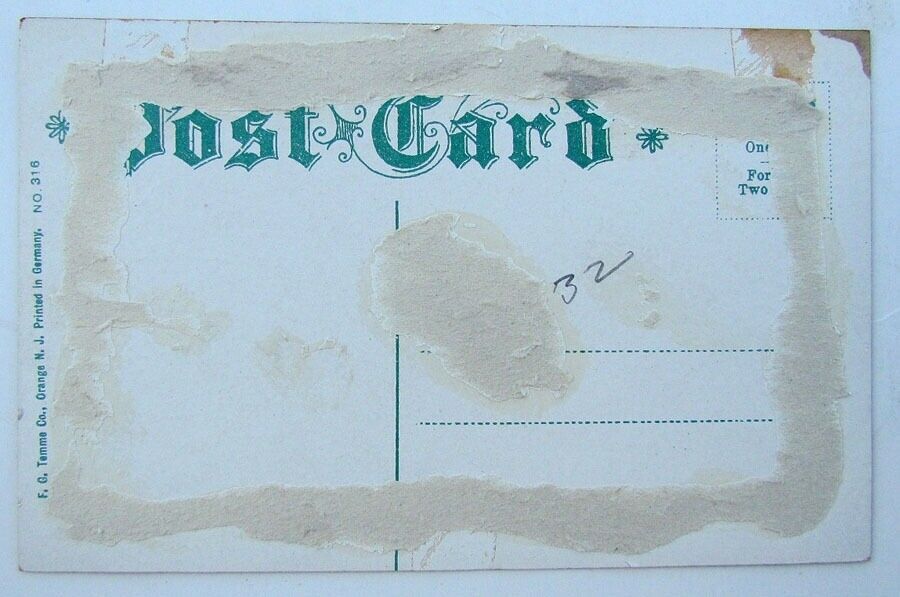 Post Card
One
For
Two
32
F. G. Temme Co., Orange N. J. Printed in Germany. NO. 316